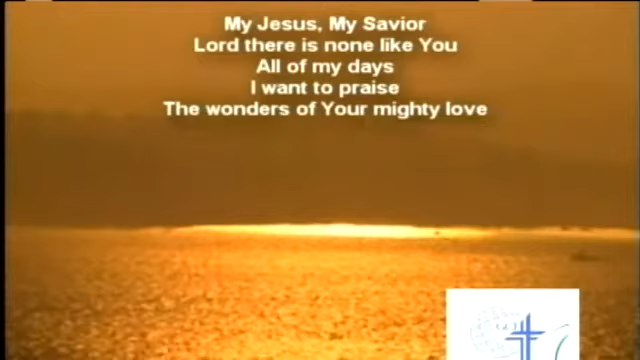 My Jesus, My Savior
Lord there is none like You
All of my days
I want to praise
The wonders of Your mighty love